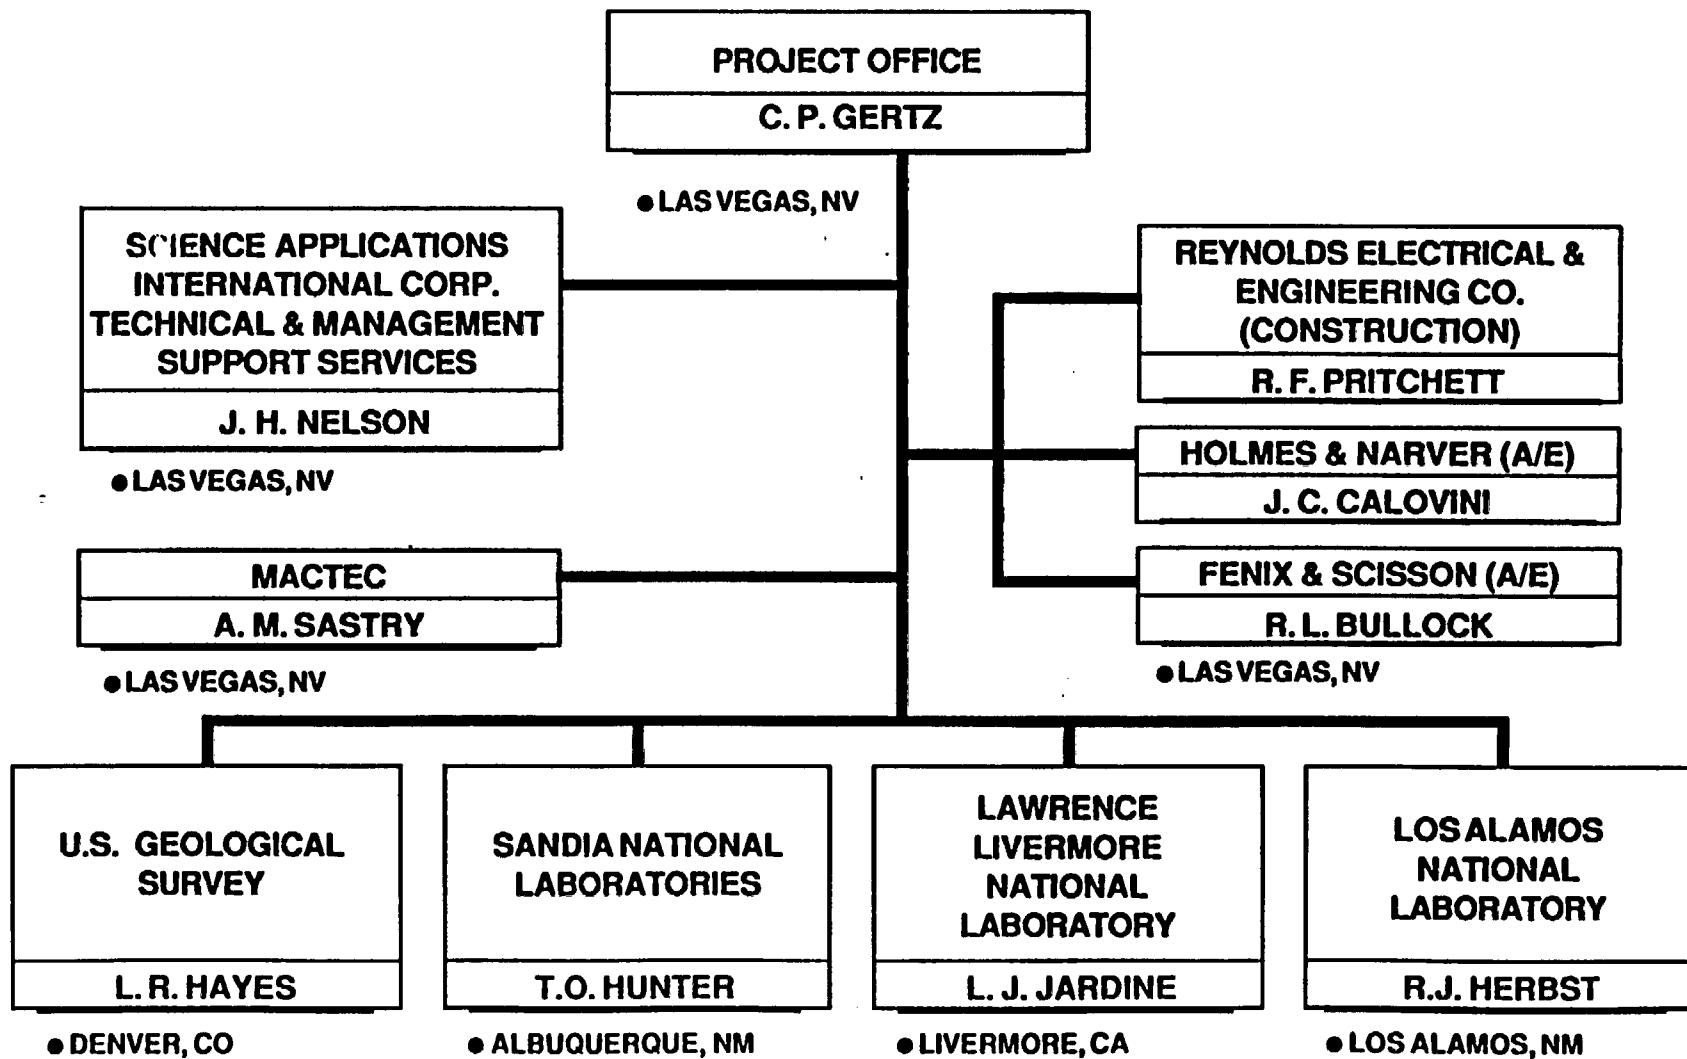 PROJECT OFFICE
C. P. GERTZ
● LAS VEGAS, NV
SCIENCE APPLICATIONS
INTERNATIONAL CORP.
TECHNICAL & MANAGEMENT
SUPPORT SERVICES
J. H. NELSON
● LAS VEGAS, NV
REYNOLDS ELECTRICAL &
ENGINEERING CO.
(CONSTRUCTION)
R. F. PRITCHETT
HOLMES & NARVER (A/E)
J. C. CALOVINI
MACTEC
A. M. SASTRY
● LAS VEGAS, NV
FENIX & SCISSON (A/E)
R. L. BULLOCK
● LAS VEGAS, NV
U.S. GEOLOGICAL
SURVEY
L. R. HAYES
● DENVER, CO
SANDIA NATIONAL
LABORATORIES
T.O. HUNTER
● ALBUQUERQUE, NM
LAWRENCE
LIVERMORE
NATIONAL
LABORATORY
L. J. JARDINE
● LIVERMORE, CA
LOS ALAMOS
NATIONAL
LABORATORY
R.J. HERBST
● LOS ALAMOS, NM